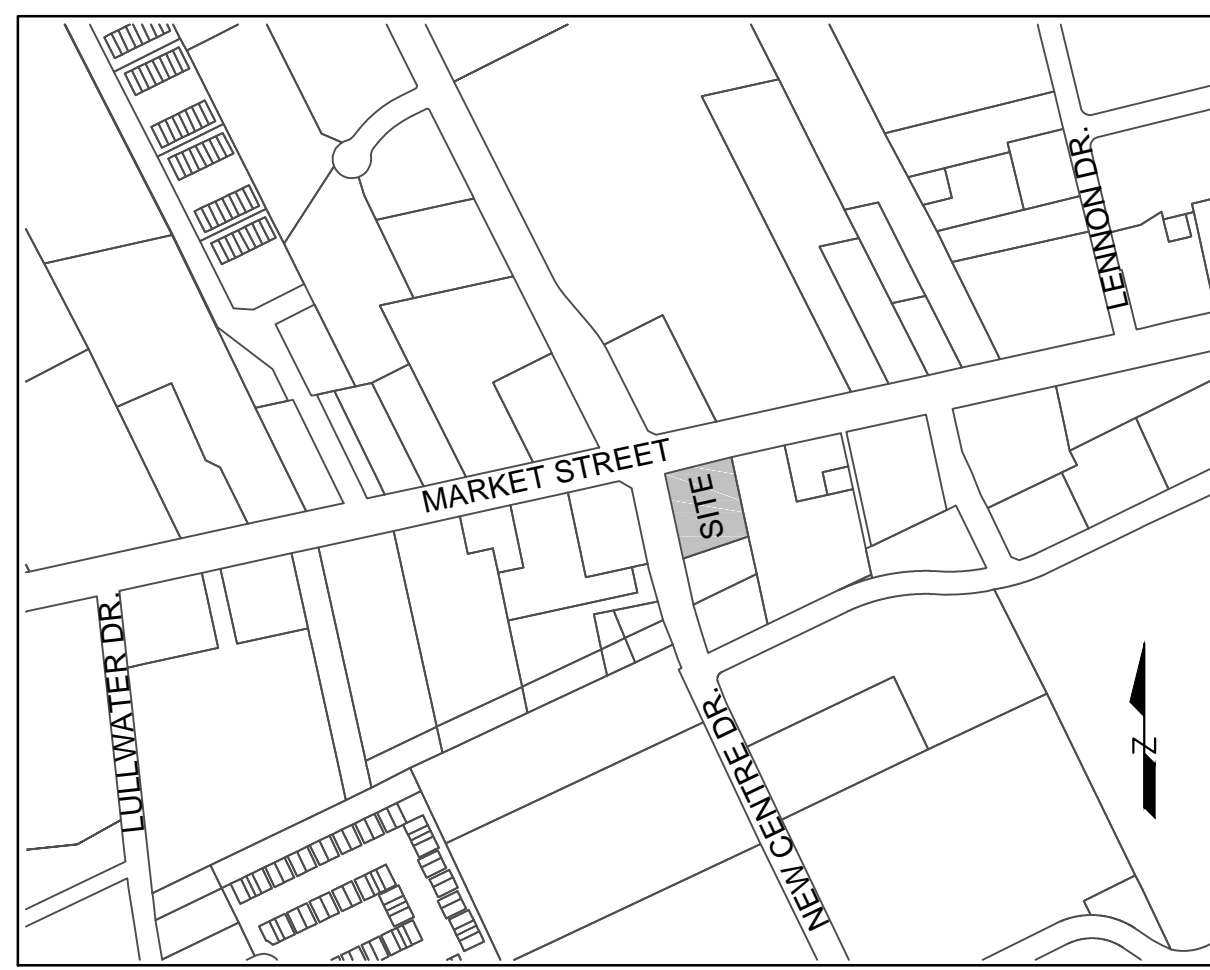 LENNON DR.
MARKET STREET
SITE
LULLWATER DR.
NEW CENTRE DR.
Z